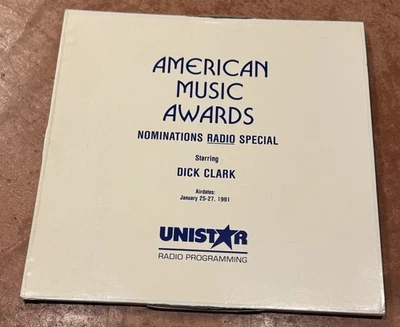 AMERICAN
MUSIC
AWARDS
NOMINATIONS RADIO SPECIAL
Starring
DICK CLARK
Airdates:
January 25-27, 1991
UNISTAR
RADIO PROGRAMMING